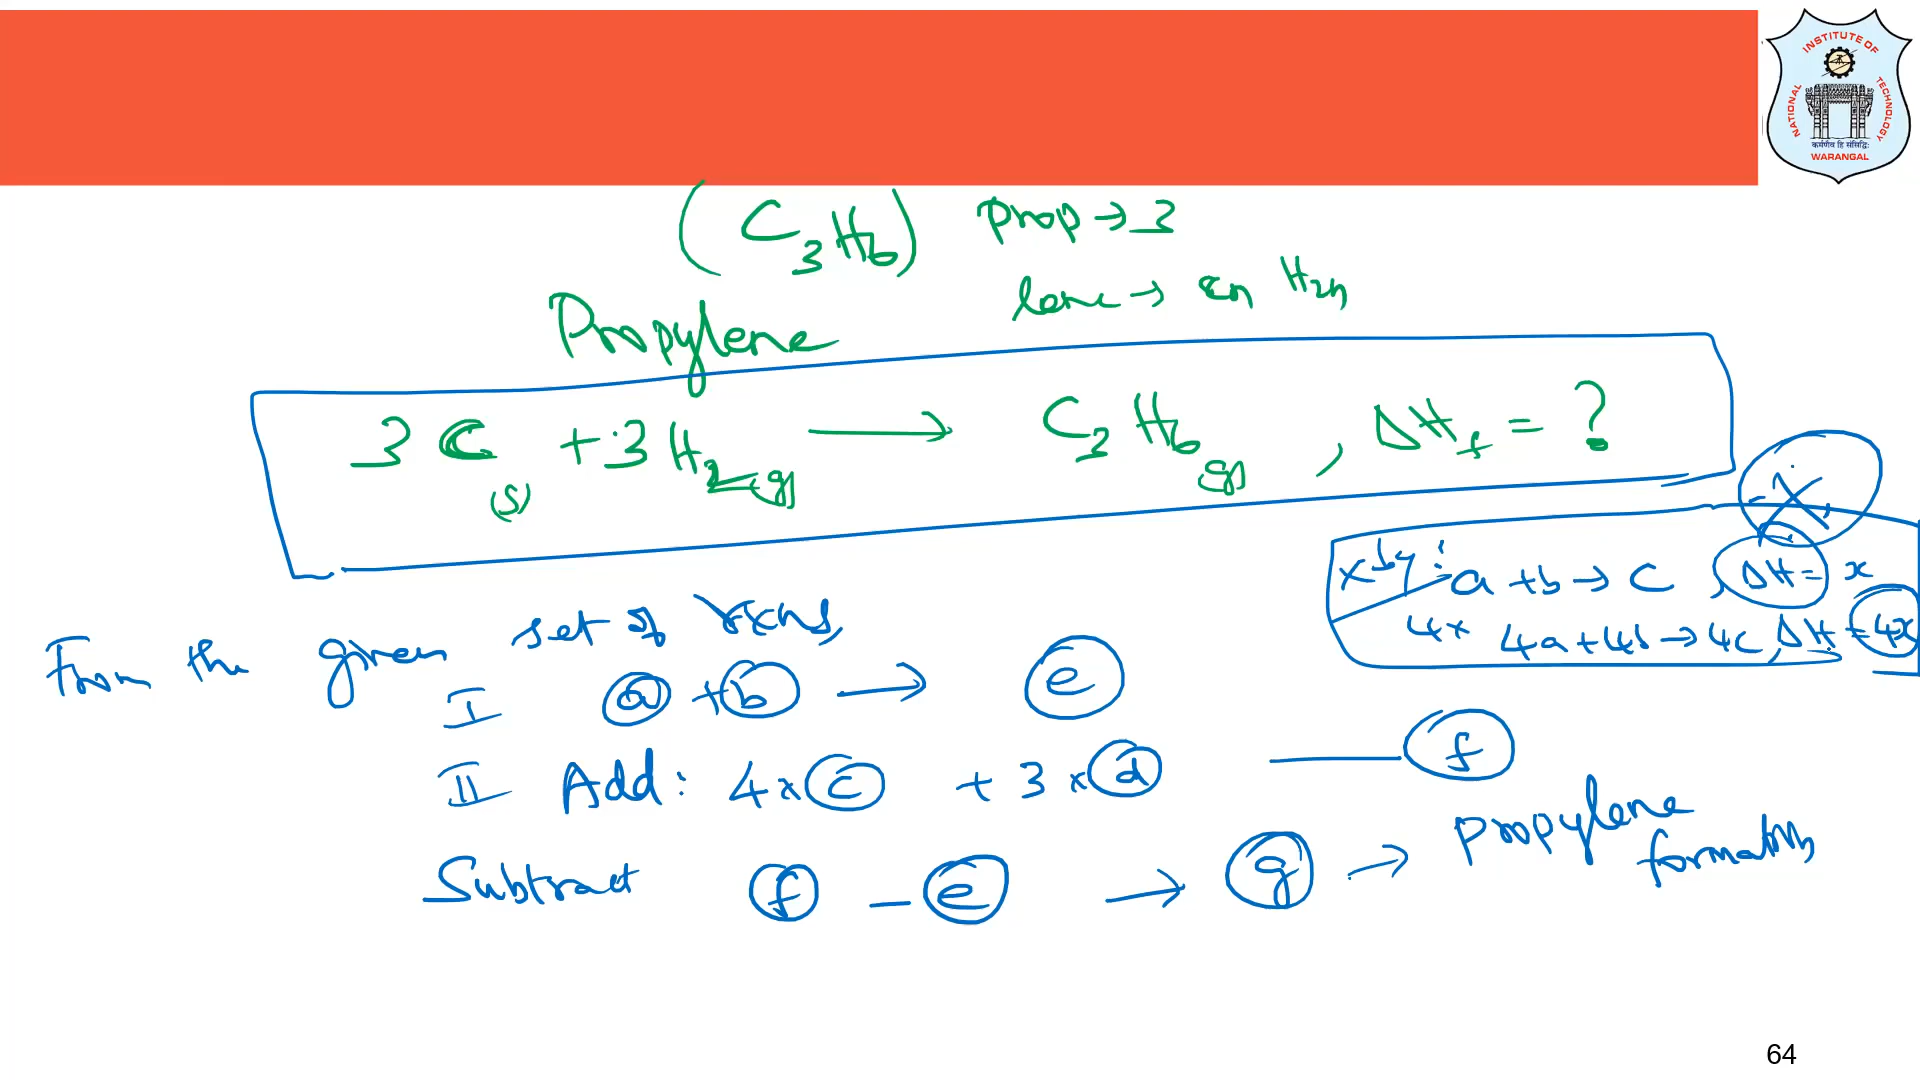 INSTITUTE OF
NATIONAL
TECHNOLOGY
कर्मण्येव हि संसिद्धिः
WARANGAL
(C3H6) prop → 3
lene → Cn H2n
Propylene
3 C (s) + 3 H2 (g) → C3 H6 (g) , ΔHf = ?
x by : a + b → c , ΔH = x
4x 4a + 4b → 4c, ΔH = 4x
From the given set of rxns,
I a + b → e
II Add: 4 x c + 3 x d — f
Subtract f - e → g → propylene
formation
64